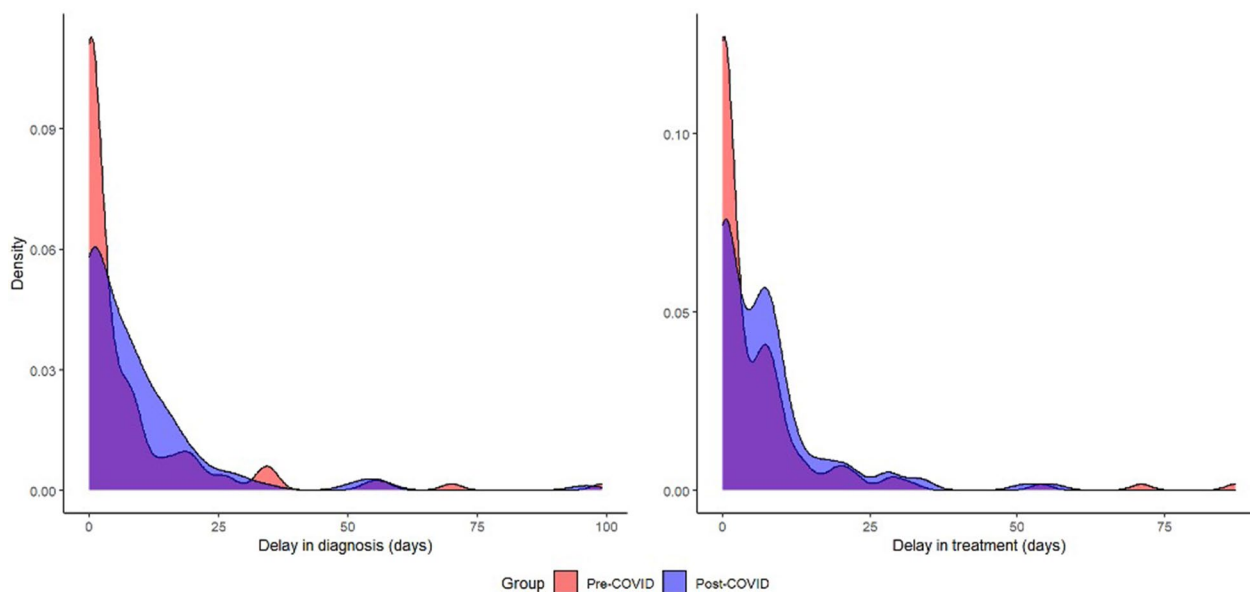 Density
0.09
0.06
0.03
0.00
0 25 50 75 100
Delay in diagnosis (days)
0.10
0.05
0.00
0 25 50 75
Delay in treatment (days)
Group Pre-COVID Post-COVID